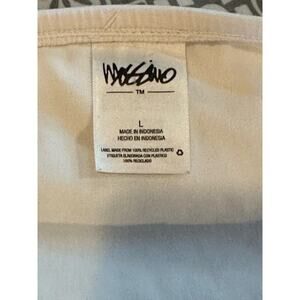 Mossimo
TM
L
MADE IN INDONESIA
HECHO EN INDONESIA
LABEL MADE FROM 100% RECYCLED PLASTIC
ETIQUETA ELABORADA CON PLASTICO
100% RECICLADO